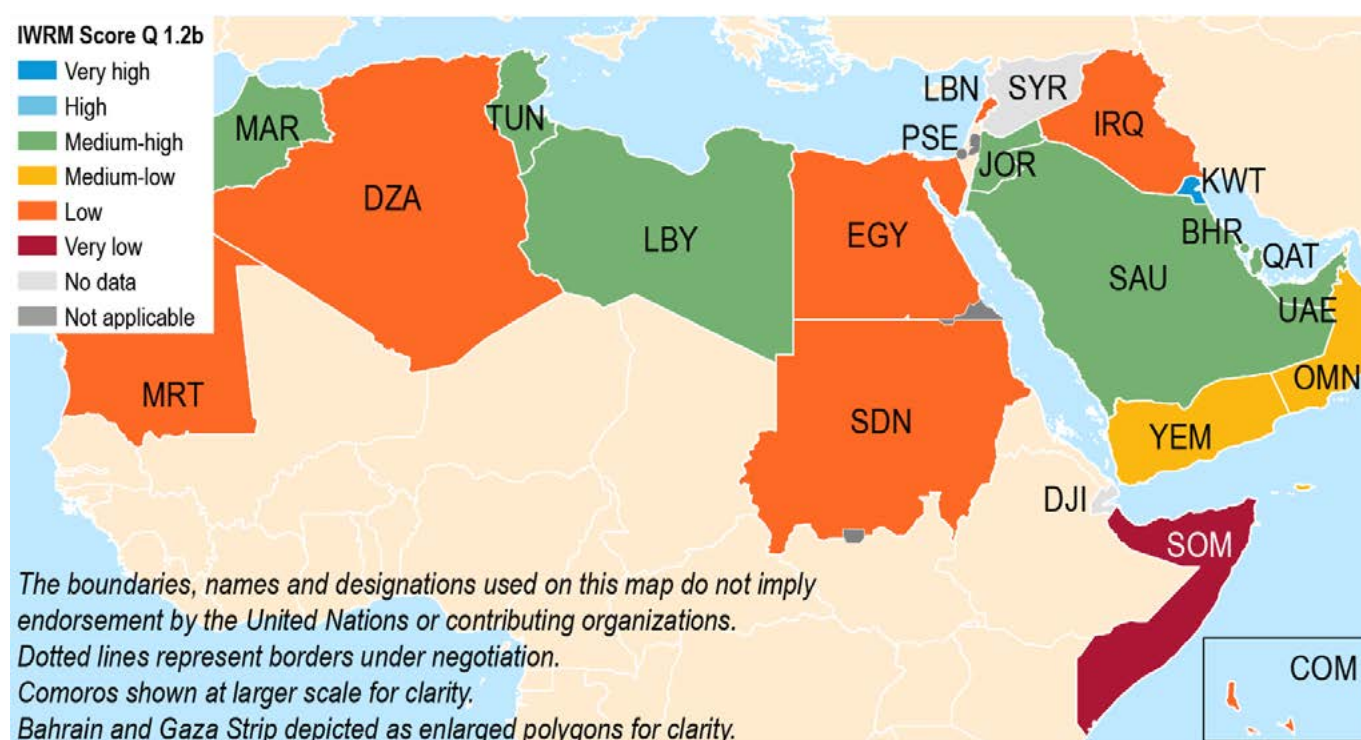 IWRM Score Q 1.2b
Very high
High
Medium-high
Medium-low
Low
Very low
No data
Not applicable
MAR
TUN
DZA
LBY
EGY
LBN
SYR
PSE
JOR
IRQ
KWT
BHR
QAT
SAU
UAE
OMN
YEM
MRT
SDN
DJI
SOM
COM
The boundaries, names and designations used on this map do not imply
endorsement by the United Nations or contributing organizations.
Dotted lines represent borders under negotiation.
Comoros shown at larger scale for clarity.
Bahrain and Gaza Strip depicted as enlarged polygons for clarity.